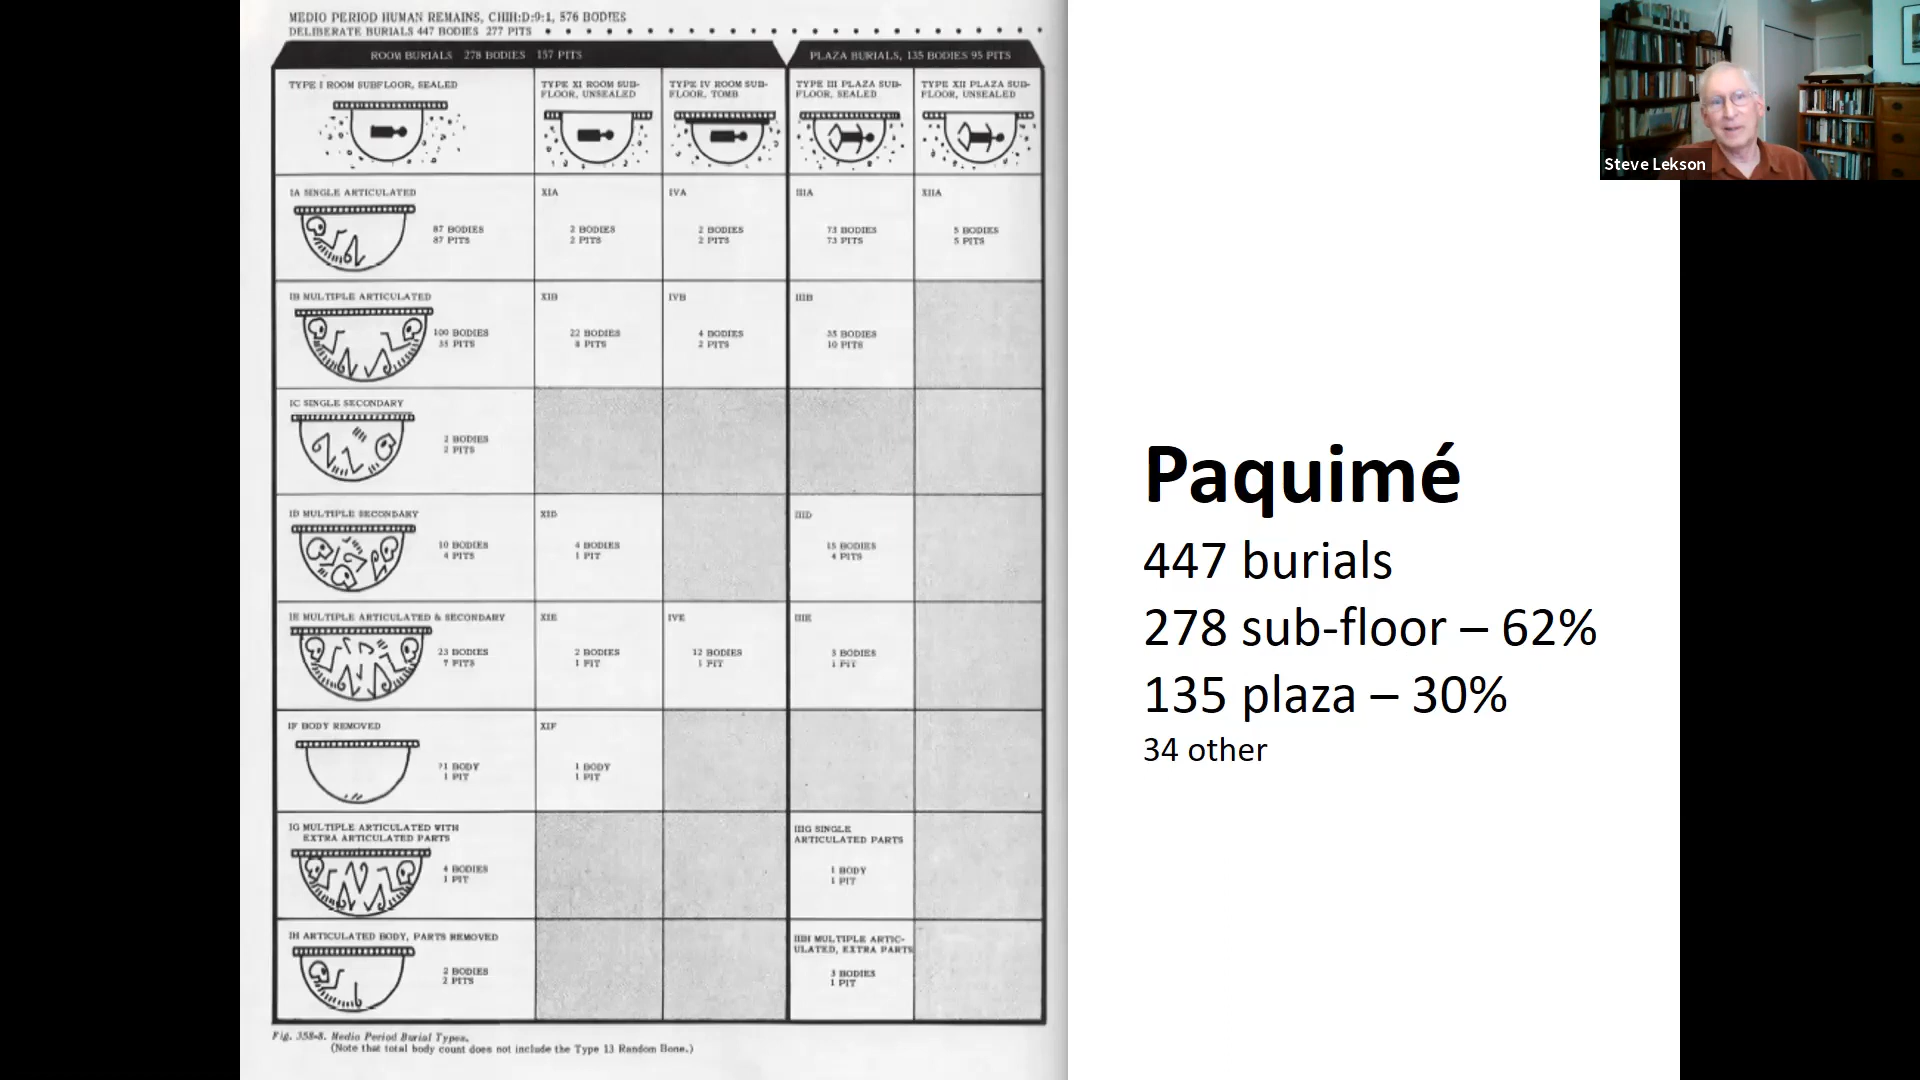 MEDIO PERIOD HUMAN REMAINS, CHIH:D:9:1, 576 BODIES
DELIBERATE BURIALS 447 BODIES 277 PITS
ROOM BURIALS 278 BODIES 157 PITS
PLAZA BURIALS, 135 BODIES 95 PITS
TYPE I ROOM SUBFLOOR, SEALED
TYPE XI ROOM SUB-
FLOOR, UNSEALED
TYPE IV ROOM SUB-
FLOOR, TOMB
TYPE III PLAZA SUB-
FLOOR, SEALED
TYPE XII PLAZA SUB-
FLOOR, UNSEALED
IA SINGLE ARTICULATED
87 BODIES
87 PITS
XIA
2 BODIES
2 PITS
IVA
2 BODIES
2 PITS
IIIA
73 BODIES
73 PITS
XIIA
5 BODIES
5 PITS
IB MULTIPLE ARTICULATED
100 BODIES
35 PITS
XIB
22 BODIES
8 PITS
IVB
4 BODIES
2 PITS
IIIB
35 BODIES
10 PITS
IC SINGLE SECONDARY
2 BODIES
2 PITS
ID MULTIPLE SECONDARY
10 BODIES
4 PITS
XID
4 BODIES
1 PIT
IIID
15 BODIES
4 PITS
IE MULTIPLE ARTICULATED & SECONDARY
23 BODIES
7 PITS
XIE
2 BODIES
1 PIT
IVE
12 BODIES
1 PIT
IIIE
3 BODIES
1 PIT
IF BODY REMOVED
?1 BODY
1 PIT
XIF
1 BODY
1 PIT
IG MULTIPLE ARTICULATED WITH
EXTRA ARTICULATED PARTS
4 BODIES
1 PIT
IIIG SINGLE
ARTICULATED PARTS
1 BODY
1 PIT
IH ARTICULATED BODY, PARTS REMOVED
2 BODIES
2 PITS
MULTIPLE ARTIC-
ULATED, EXTRA PARTS
3 BODIES
1 PIT
Fig. 358-8. Medio Period Burial Types.
(Note that total body count does not include the Type 13 Random Bone.)
Paquimé
447 burials
278 sub-floor – 62%
135 plaza – 30%
34 other
Steve Lekson